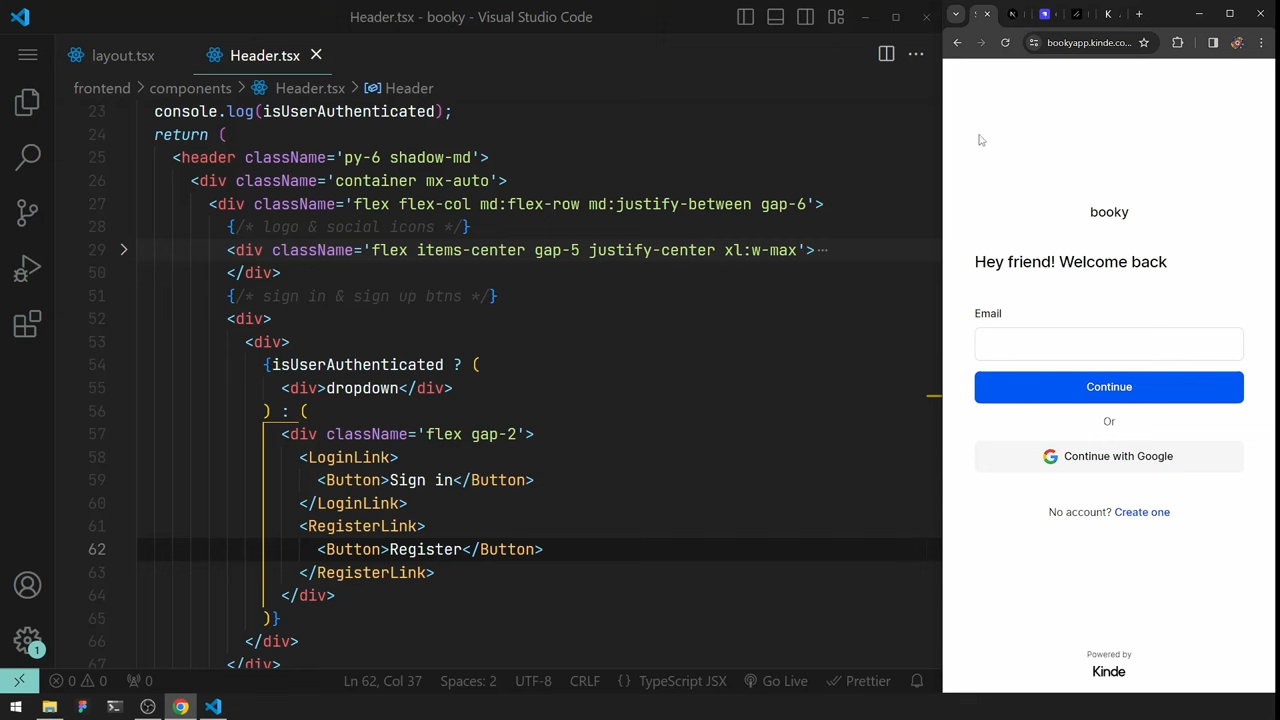 Header.tsx - booky - Visual Studio Code
layout.tsx
Header.tsx
frontend > components > Header.tsx > Header
23 console.log(isUserAuthenticated);
24 return (
25 <header className='py-6 shadow-md'>
26 <div className='container mx-auto'>
27 <div className='flex flex-col md:flex-row md:justify-between gap-6'>
28 {/* logo & social icons */}
29 <div className='flex items-center gap-5 justify-center xl:w-max'>···
50 </div>
51 {/* sign in & sign up btns */}
52 <div>
53 <div>
54 {isUserAuthenticated ? (
55 <div>dropdown</div>
56 ) : (
57 <div className='flex gap-2'>
58 <LoginLink>
59 <Button>Sign in</Button>
60 </LoginLink>
61 <RegisterLink>
62 <Button>Register</Button>
63 </RegisterLink>
64 </div>
65 )}
66 </div>
67 </div>
1
0 0 0 Ln 62, Col 37 Spaces: 2 UTF-8 CRLF {} TypeScript JSX Go Live Prettier
bookyapp.kinde.co...
booky
Hey friend! Welcome back
Email
Continue
Or
Continue with Google
No account? Create one
Powered by
Kinde